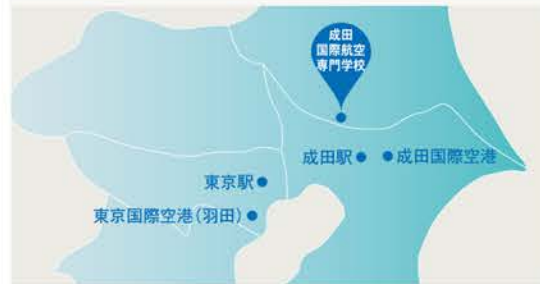 成田
国際航空
専門学校
成田駅
成田国際空港
東京駅
東京国際空港(羽田)